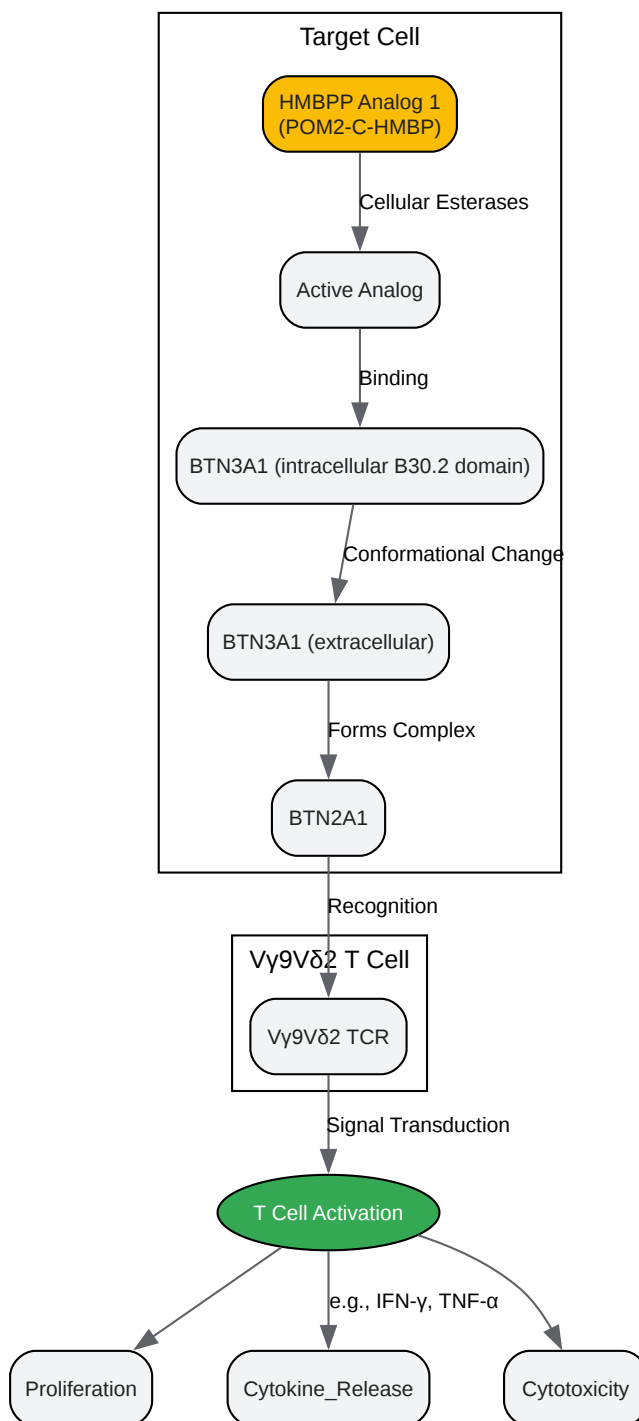 Target Cell
HMBPP Analog 1
(POM2-C-HMBP)
Cellular Esterases
Active Analog
Binding
BTN3A1 (intracellular B30.2 domain)
Conformational Change
BTN3A1 (extracellular)
Forms Complex
BTN2A1
Recognition
Vγ9Vδ2 T Cell
Vγ9Vδ2 TCR
Signal Transduction
T Cell Activation
e.g., IFN-γ, TNF-α
Proliferation
Cytokine_Release
Cytotoxicity